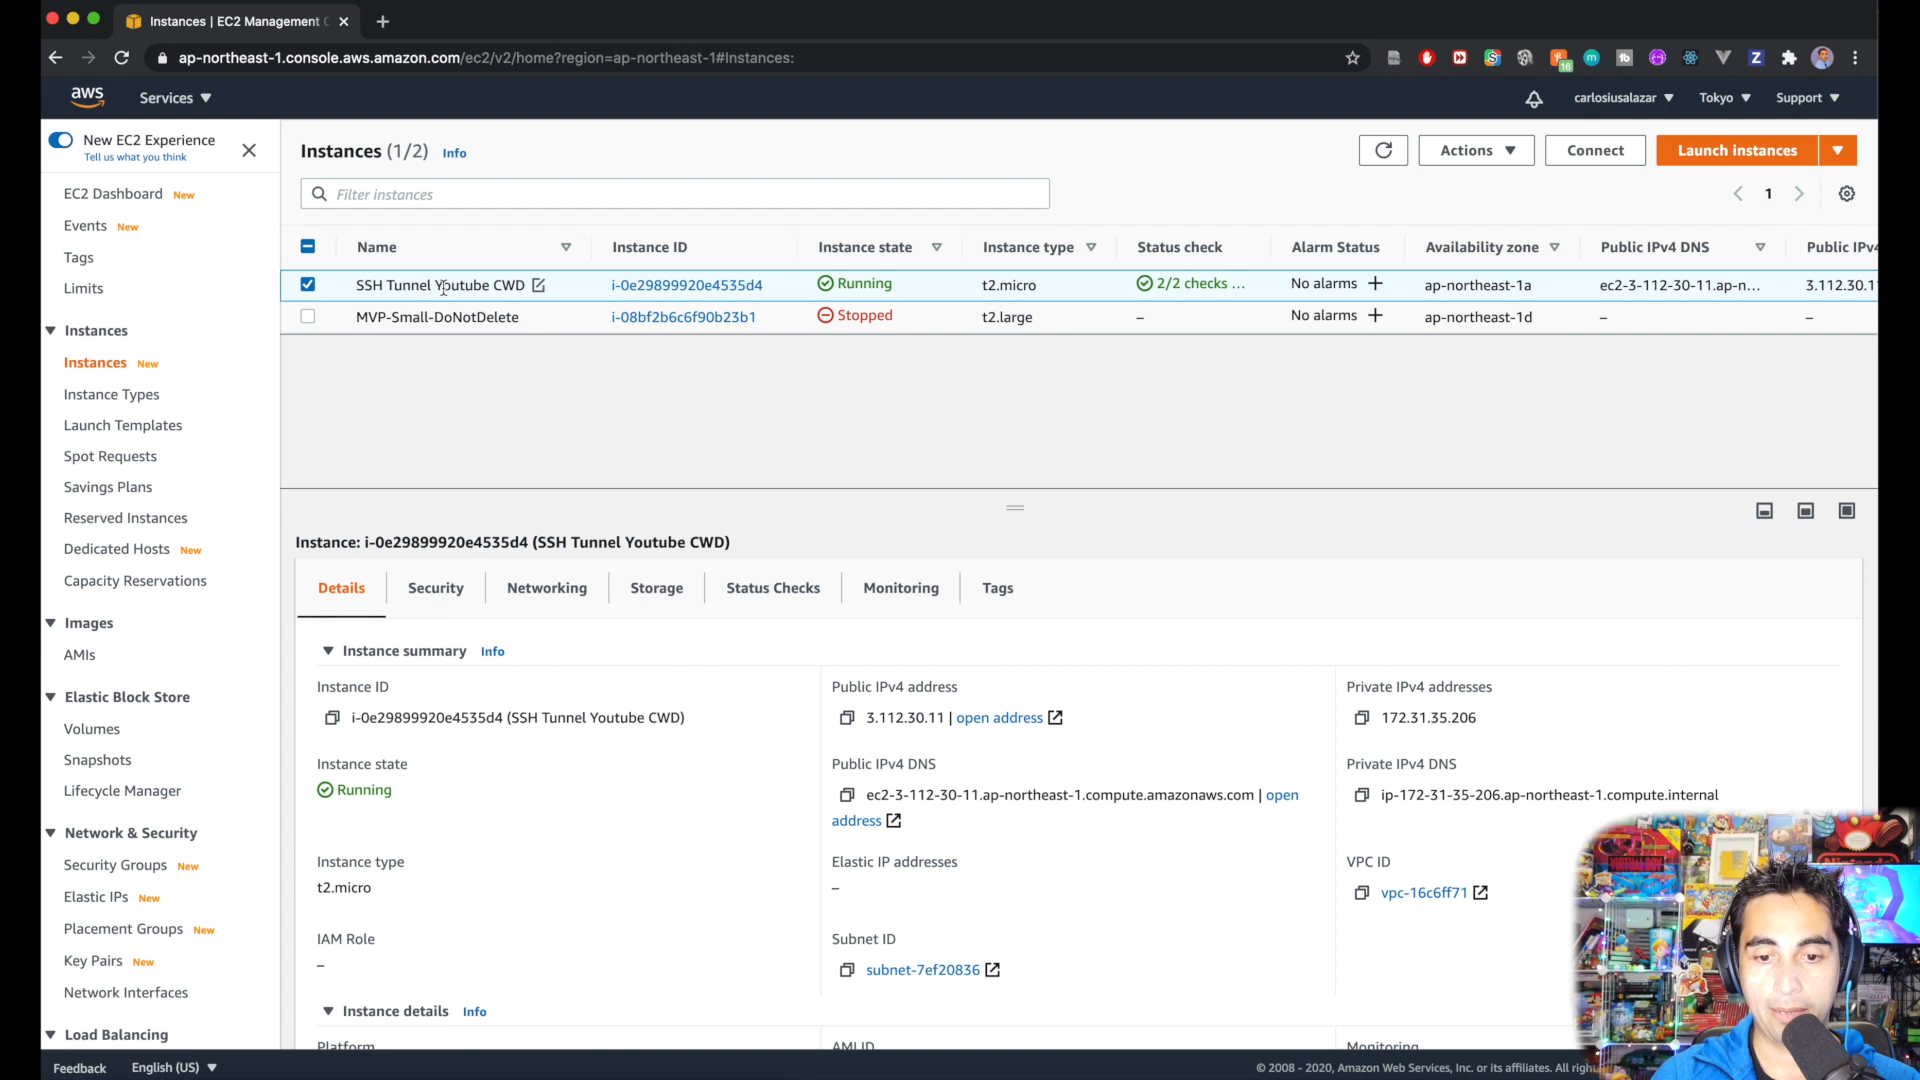 Instances | EC2 Management C
ap-northeast-1.console.aws.amazon.com/ec2/v2/home?region=ap-northeast-1#Instances:
aws
Services
carlosiusalazar
Tokyo
Support
New EC2 Experience
Tell us what you think
EC2 Dashboard New
Events New
Tags
Limits
Instances
Instances New
Instance Types
Launch Templates
Spot Requests
Savings Plans
Reserved Instances
Dedicated Hosts New
Capacity Reservations
Images
AMIs
Elastic Block Store
Volumes
Snapshots
Lifecycle Manager
Network & Security
Security Groups New
Elastic IPs New
Placement Groups New
Key Pairs New
Network Interfaces
Load Balancing
Instances (1/2) Info
Actions
Connect
Launch instances
Filter instances
1
Name Instance ID Instance state Instance type Status check Alarm Status Availability zone Public IPv4 DNS Public IPv4
SSH Tunnel Youtube CWD i-0e29899920e4535d4 Running t2.micro 2/2 checks ... No alarms + ap-northeast-1a ec2-3-112-30-11.ap-n... 3.112.30.1
MVP-Small-DoNotDelete i-08bf2b6c6f90b23b1 Stopped t2.large – No alarms + ap-northeast-1d – –
Instance: i-0e29899920e4535d4 (SSH Tunnel Youtube CWD)
Details Security Networking Storage Status Checks Monitoring Tags
Instance summary Info
Instance ID
i-0e29899920e4535d4 (SSH Tunnel Youtube CWD)
Public IPv4 address
3.112.30.11 | open address
Private IPv4 addresses
172.31.35.206
Instance state
Running
Public IPv4 DNS
ec2-3-112-30-11.ap-northeast-1.compute.amazonaws.com | open
address
Private IPv4 DNS
ip-172-31-35-206.ap-northeast-1.compute.internal
Instance type
t2.micro
Elastic IP addresses
–
VPC ID
vpc-16c6ff71
IAM Role
–
Subnet ID
subnet-7ef20836
Instance details Info
Platform
AMI ID
Monitoring
Feedback
English (US)
© 2008 - 2020, Amazon Web Services, Inc. or its affiliates. All righ